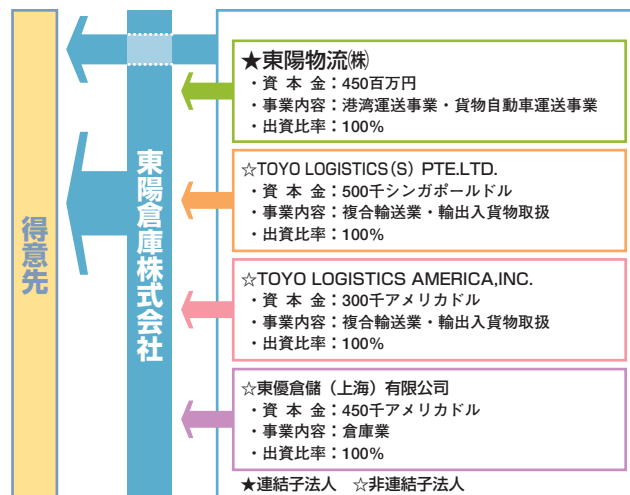 得意先
東陽倉庫株式会社
★東陽物流㈱
・資 本 金：450百万円
・事業内容：港湾運送事業・貨物自動車運送事業
・出資比率：100%
☆TOYO LOGISTICS(S) PTE.LTD.
・資 本 金：500千シンガポールドル
・事業内容：複合輸送業・輸出入貨物取扱
・出資比率：100%
☆TOYO LOGISTICS AMERICA,INC.
・資 本 金：300千アメリカドル
・事業内容：複合輸送業・輸出入貨物取扱
・出資比率：100%
☆東優倉儲（上海）有限公司
・資 本 金：450千アメリカドル
・事業内容：倉庫業
・出資比率：100%
★連結子法人　☆非連結子法人